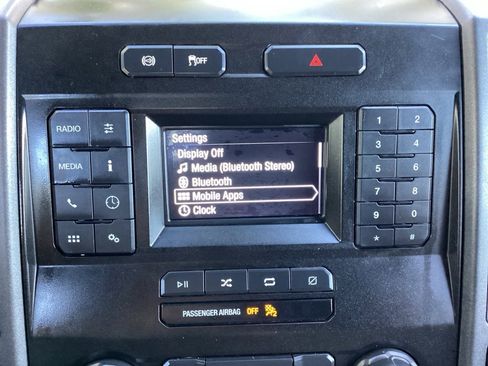 OFF
RADIO
MEDIA
i
Settings
Display Off
Media (Bluetooth Stereo)
Bluetooth
Mobile Apps
Clock
1 2
3 4
5 6
7 8
9 0
* #
PASSENGER AIRBAG OFF 2